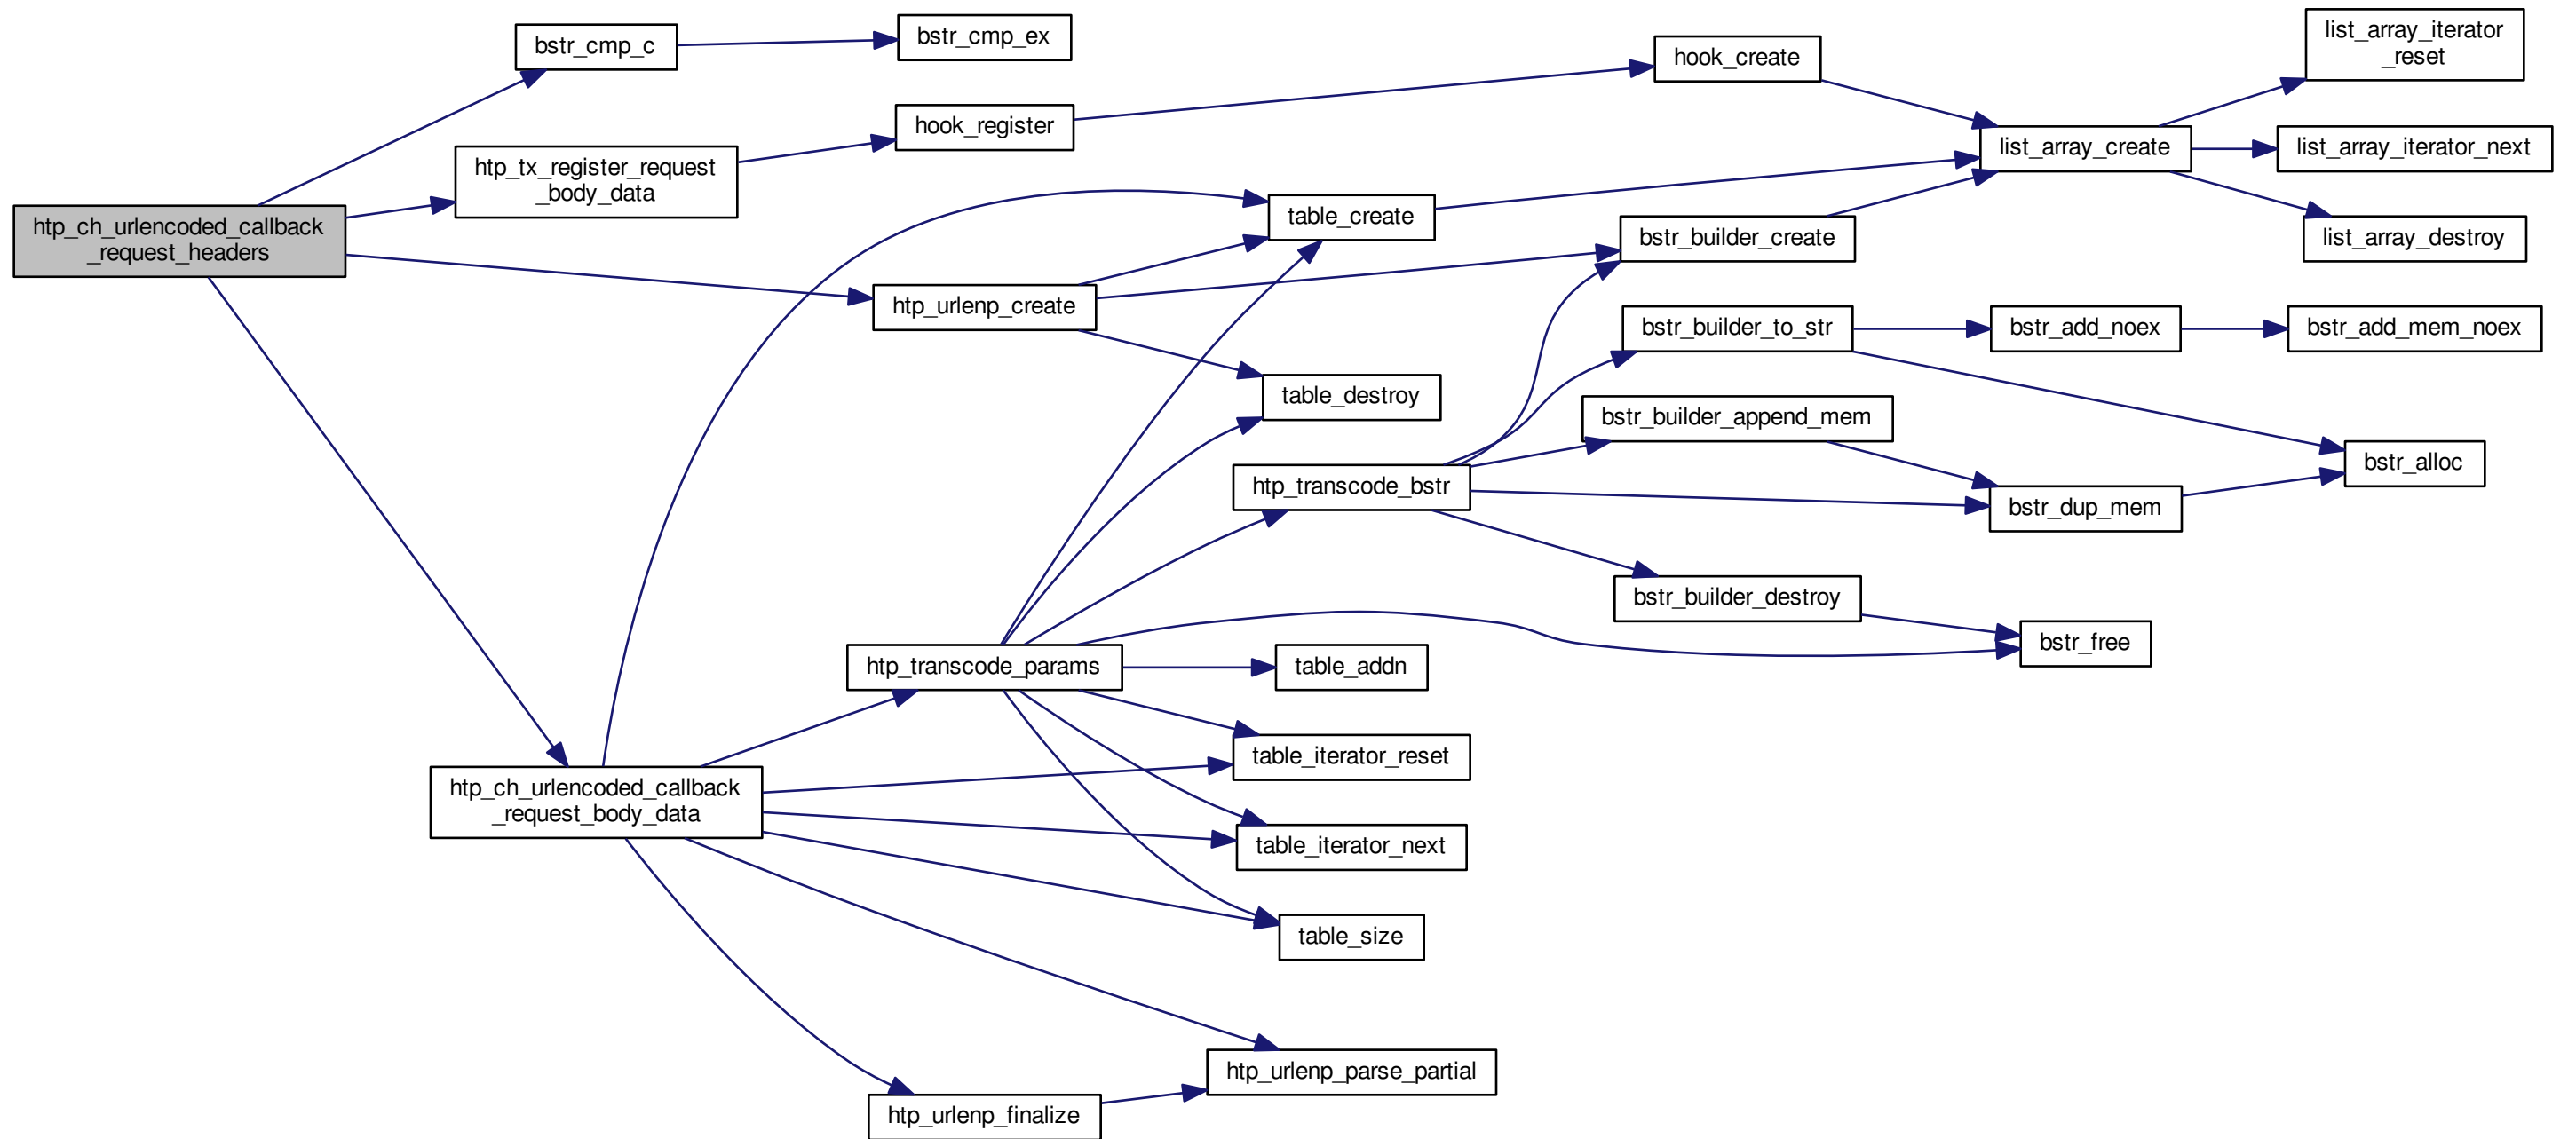 htp_ch_urlencoded_callback
_request_headers
bstr_cmp_c
bstr_cmp_ex
htp_tx_register_request
_body_data
hook_register
hook_create
list_array_create
list_array_iterator
_reset
list_array_iterator_next
list_array_destroy
table_create
bstr_builder_create
htp_urlenp_create
table_destroy
bstr_builder_to_str
bstr_add_noex
bstr_add_mem_noex
bstr_builder_append_mem
bstr_alloc
htp_transcode_bstr
bstr_dup_mem
bstr_builder_destroy
bstr_free
htp_transcode_params
table_addn
table_iterator_reset
htp_ch_urlencoded_callback
_request_body_data
table_iterator_next
table_size
htp_urlenp_parse_partial
htp_urlenp_finalize